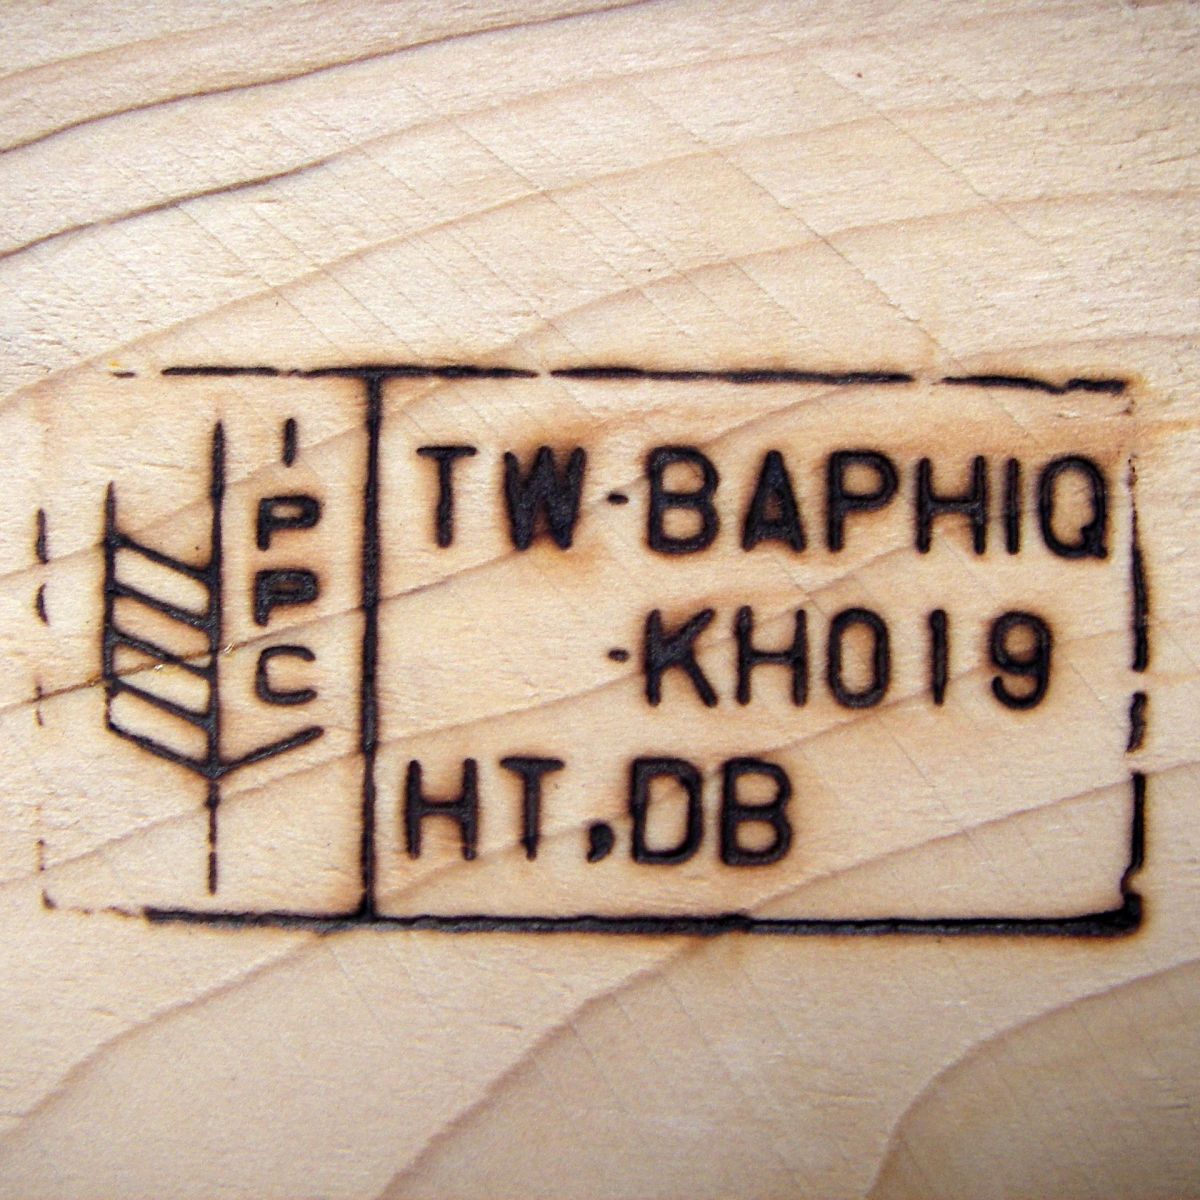 IPPC
TW-BAPHIQ
-KH019
HT,DB